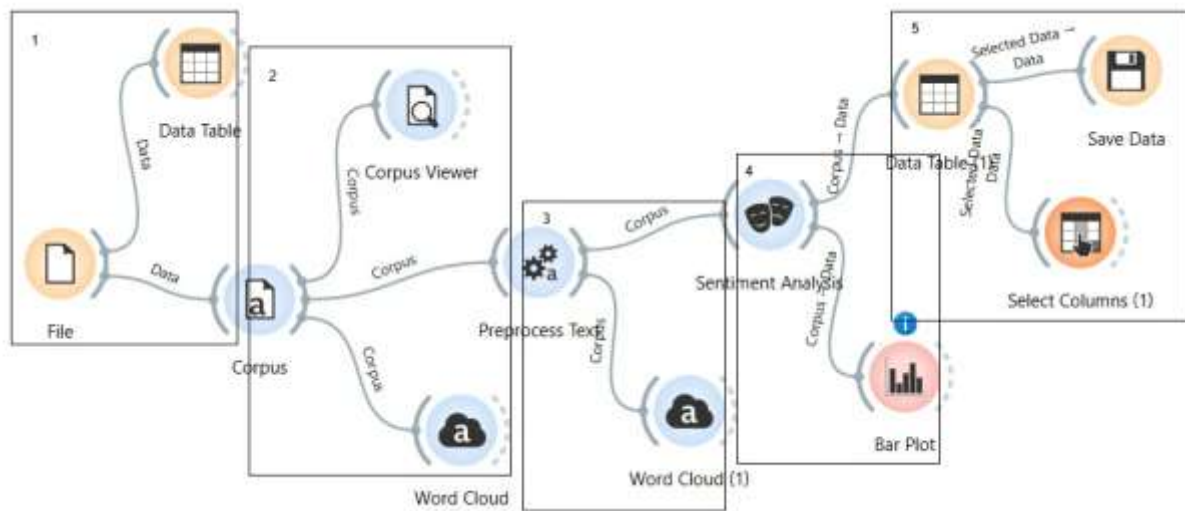 1
Data Table
Data
Data
File
2
Corpus Viewer
Corpus
Corpus
a
Corpus
Corpus
a
Word Cloud
3
Corpus
a
Preprocess Text
Corpus
a
Word Cloud (1)
4
Corpus → Data
Sentiment Analysis
Corpus → Data
i
Bar Plot
5
Selected Data →
Data
Data Table (1)
Save Data
Selected Data
Data
Select Columns (1)